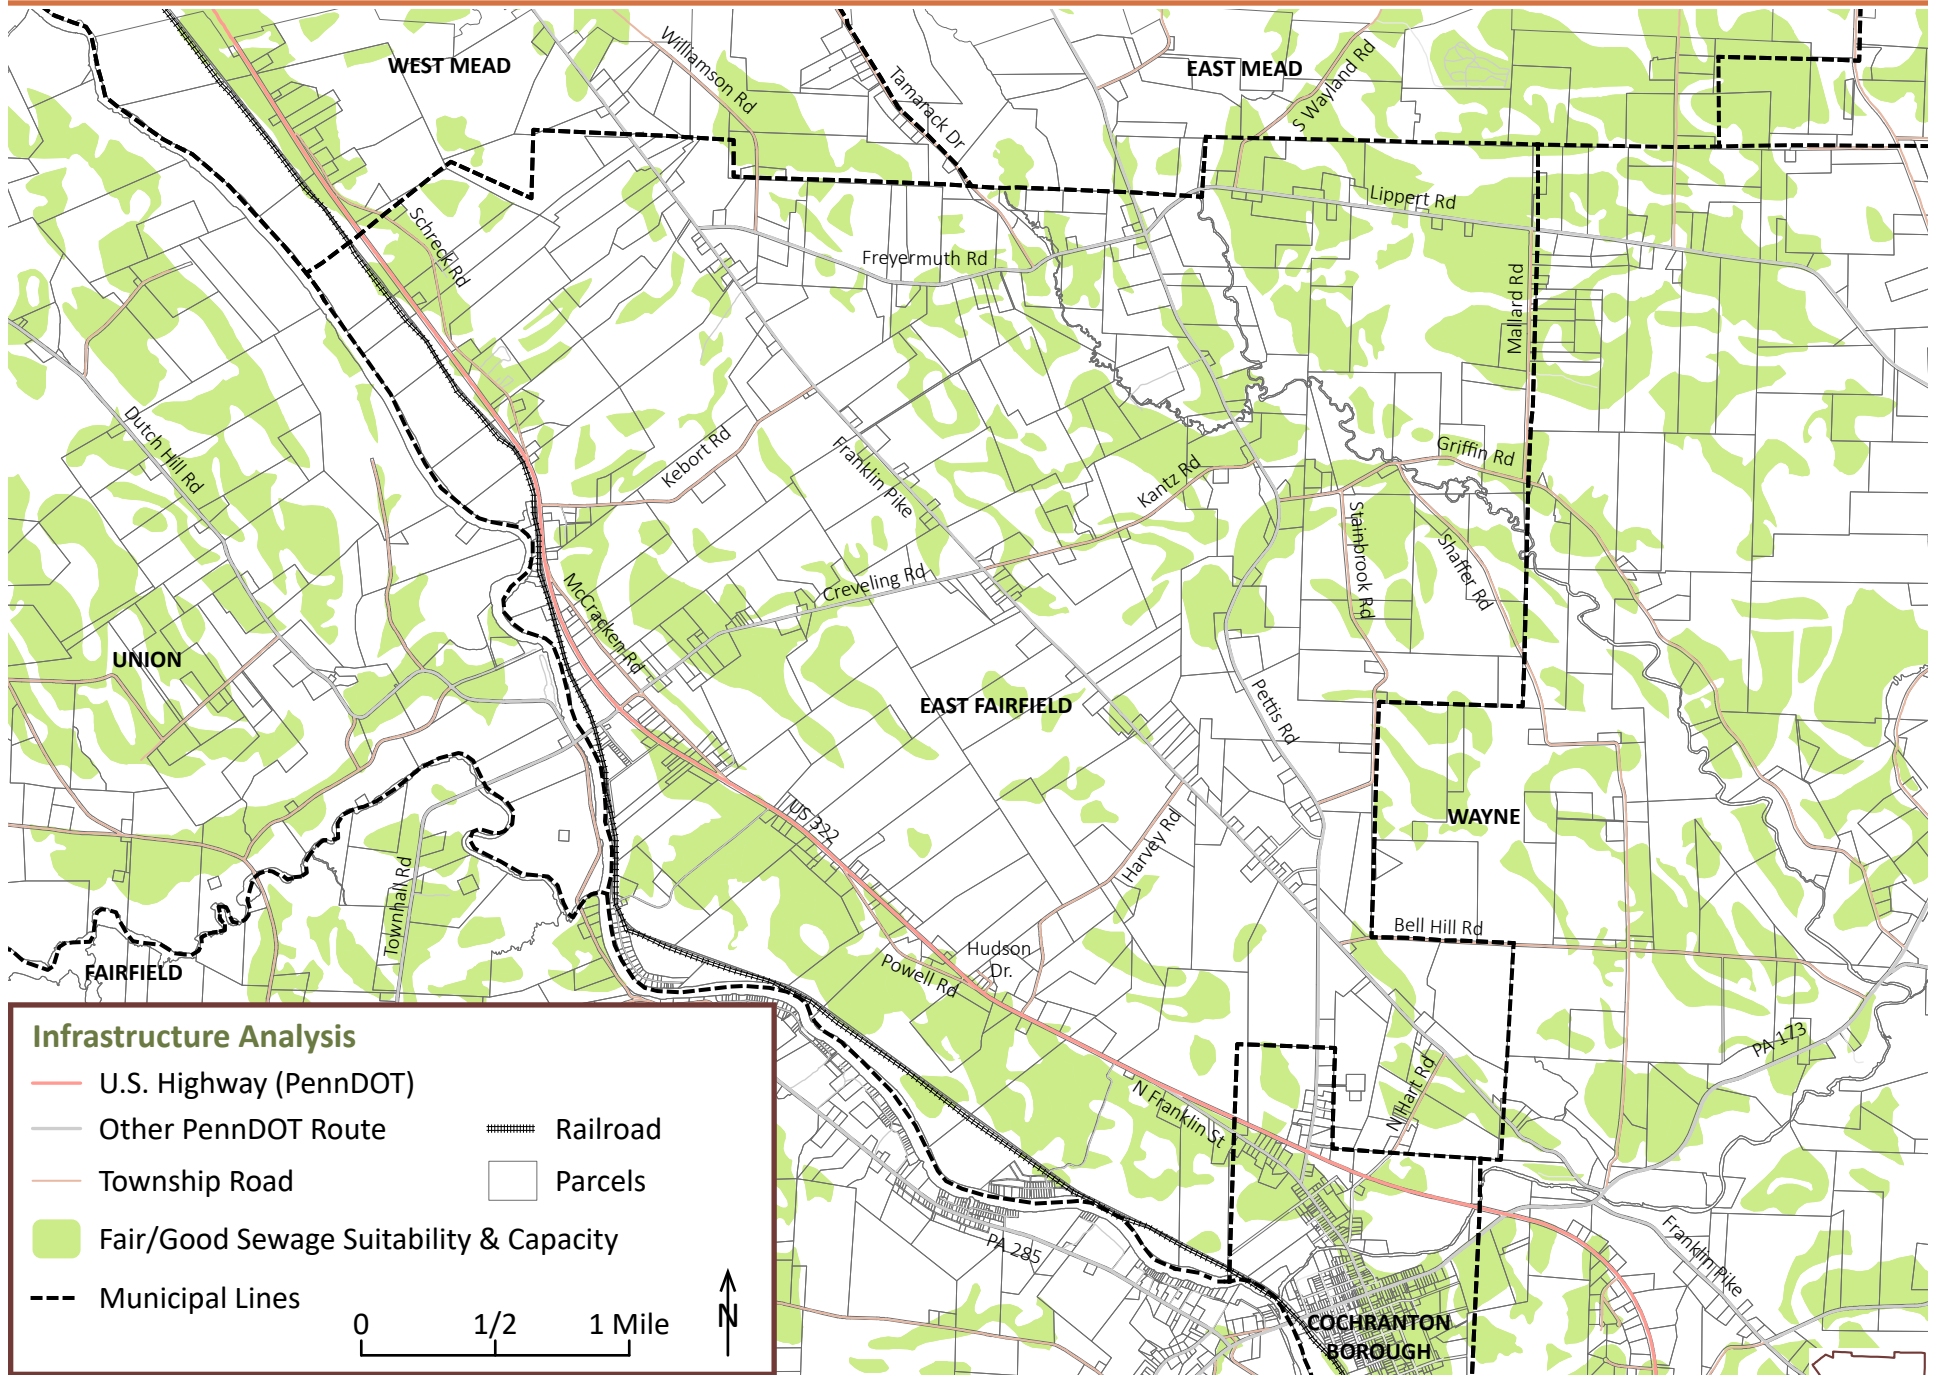 WEST MEAD
Williamson Rd
Tamarack Dr
EAST MEAD
S Wayland Rd
Schreck Rd
Freyermuth Rd
Lippert Rd
Mallard Rd
Dutch Hill Rd
Kebort Rd
Franklin Pike
Kantz Rd
Griffin Rd
Stainbrook Rd
Shaffer Rd
McCracken Rd
Creveling Rd
UNION
EAST FAIRFIELD
Pettis Rd
US 322
WAYNE
Harvey Rd
Townhall Rd
Bell Hill Rd
Hudson
Dr.
Powell Rd
FAIRFIELD
PA 173
N Hart Rd
N Franklin St
PA 285
Franklin Pike
COCHRANTON
BOROUGH
Infrastructure Analysis
U.S. Highway (PennDOT)
Other PennDOT Route
Railroad
Township Road
Parcels
Fair/Good Sewage Suitability & Capacity
Municipal Lines
0 1/2 1 Mile
N